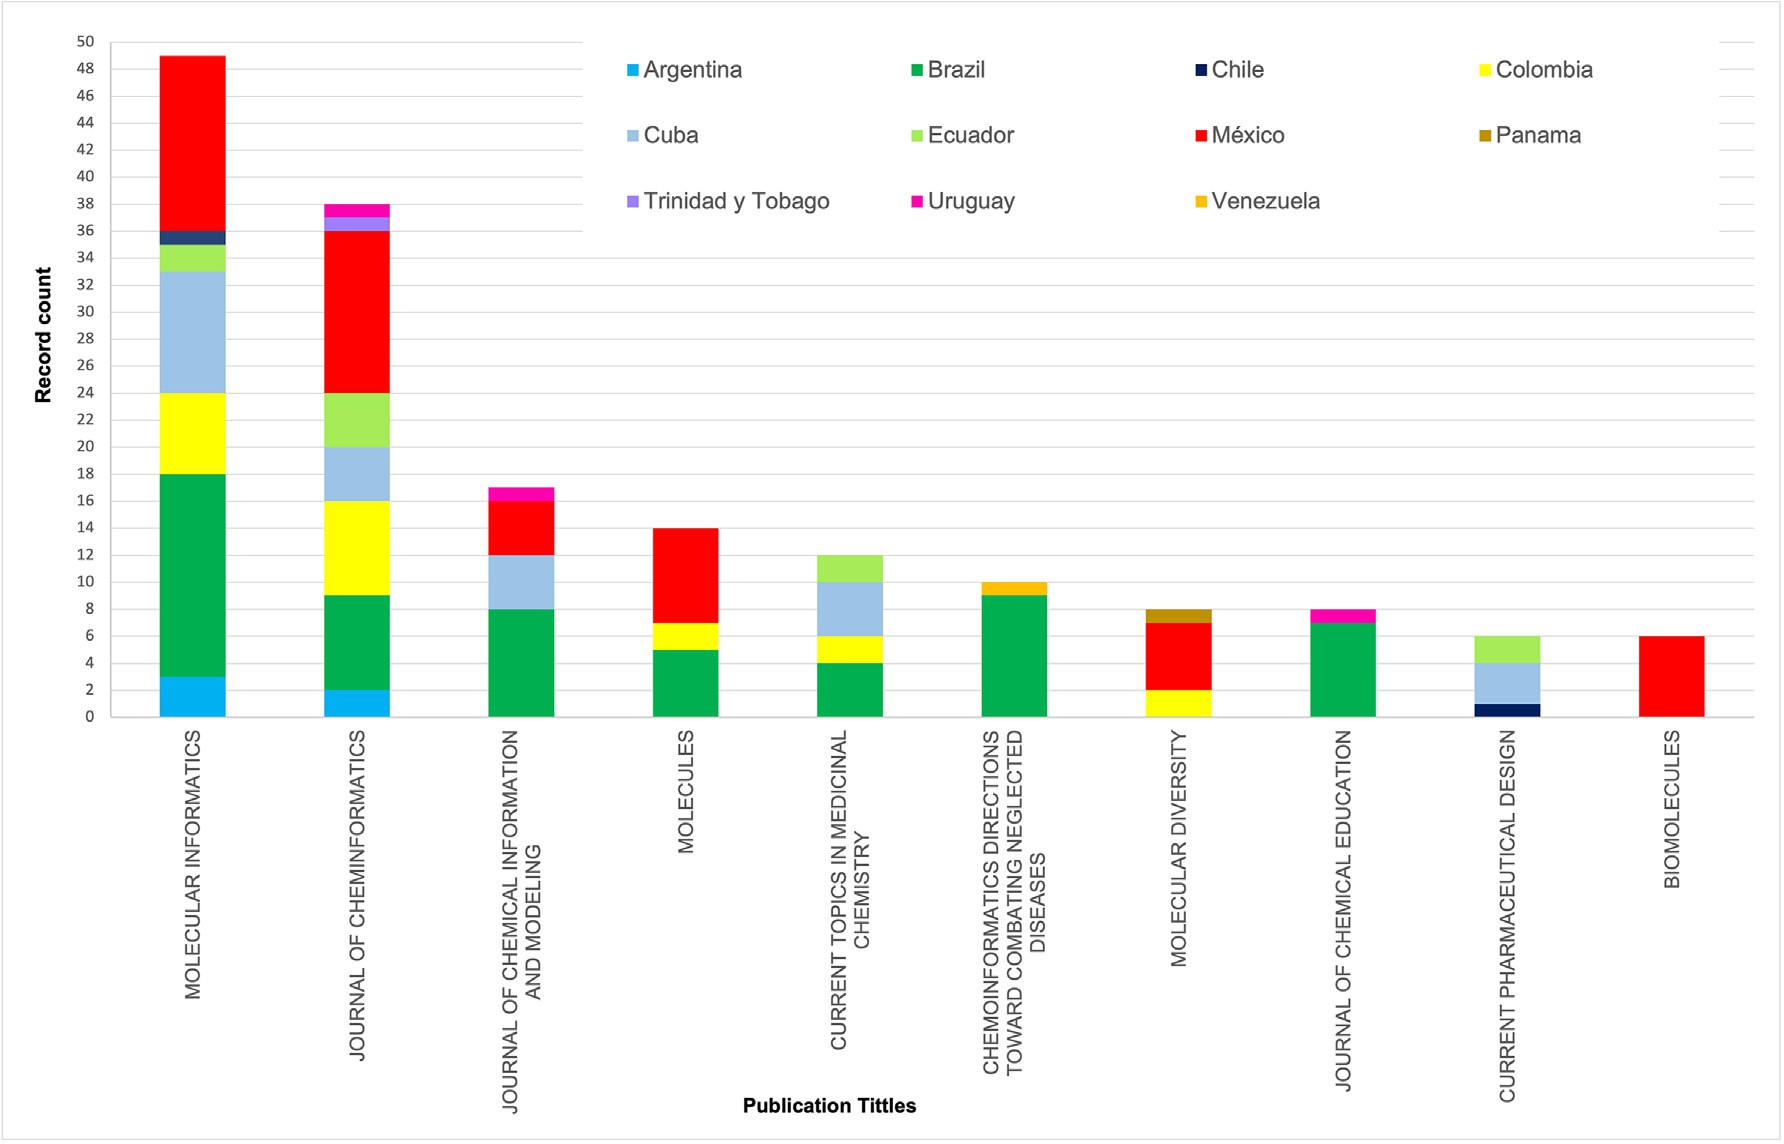 50
48
46
44
42
40
38
36
34
32
30
28
26
24
22
20
18
16
14
12
10
8
6
4
2
0
Record count
Argentina
Brazil
Chile
Colombia
Cuba
Ecuador
México
Panama
Trinidad y Tobago
Uruguay
Venezuela
MOLECULAR INFORMATICS
JOURNAL OF CHEMINFORMATICS
JOURNAL OF CHEMICAL INFORMATION
AND MODELING
MOLECULES
CURRENT TOPICS IN MEDICINAL
CHEMISTRY
CHEMOINFORMATICS DIRECTIONS
TOWARD COMBATING NEGLECTED
DISEASES
MOLECULAR DIVERSITY
JOURNAL OF CHEMICAL EDUCATION
CURRENT PHARMACEUTICAL DESIGN
BIOMOLECULES
Publication Tittles